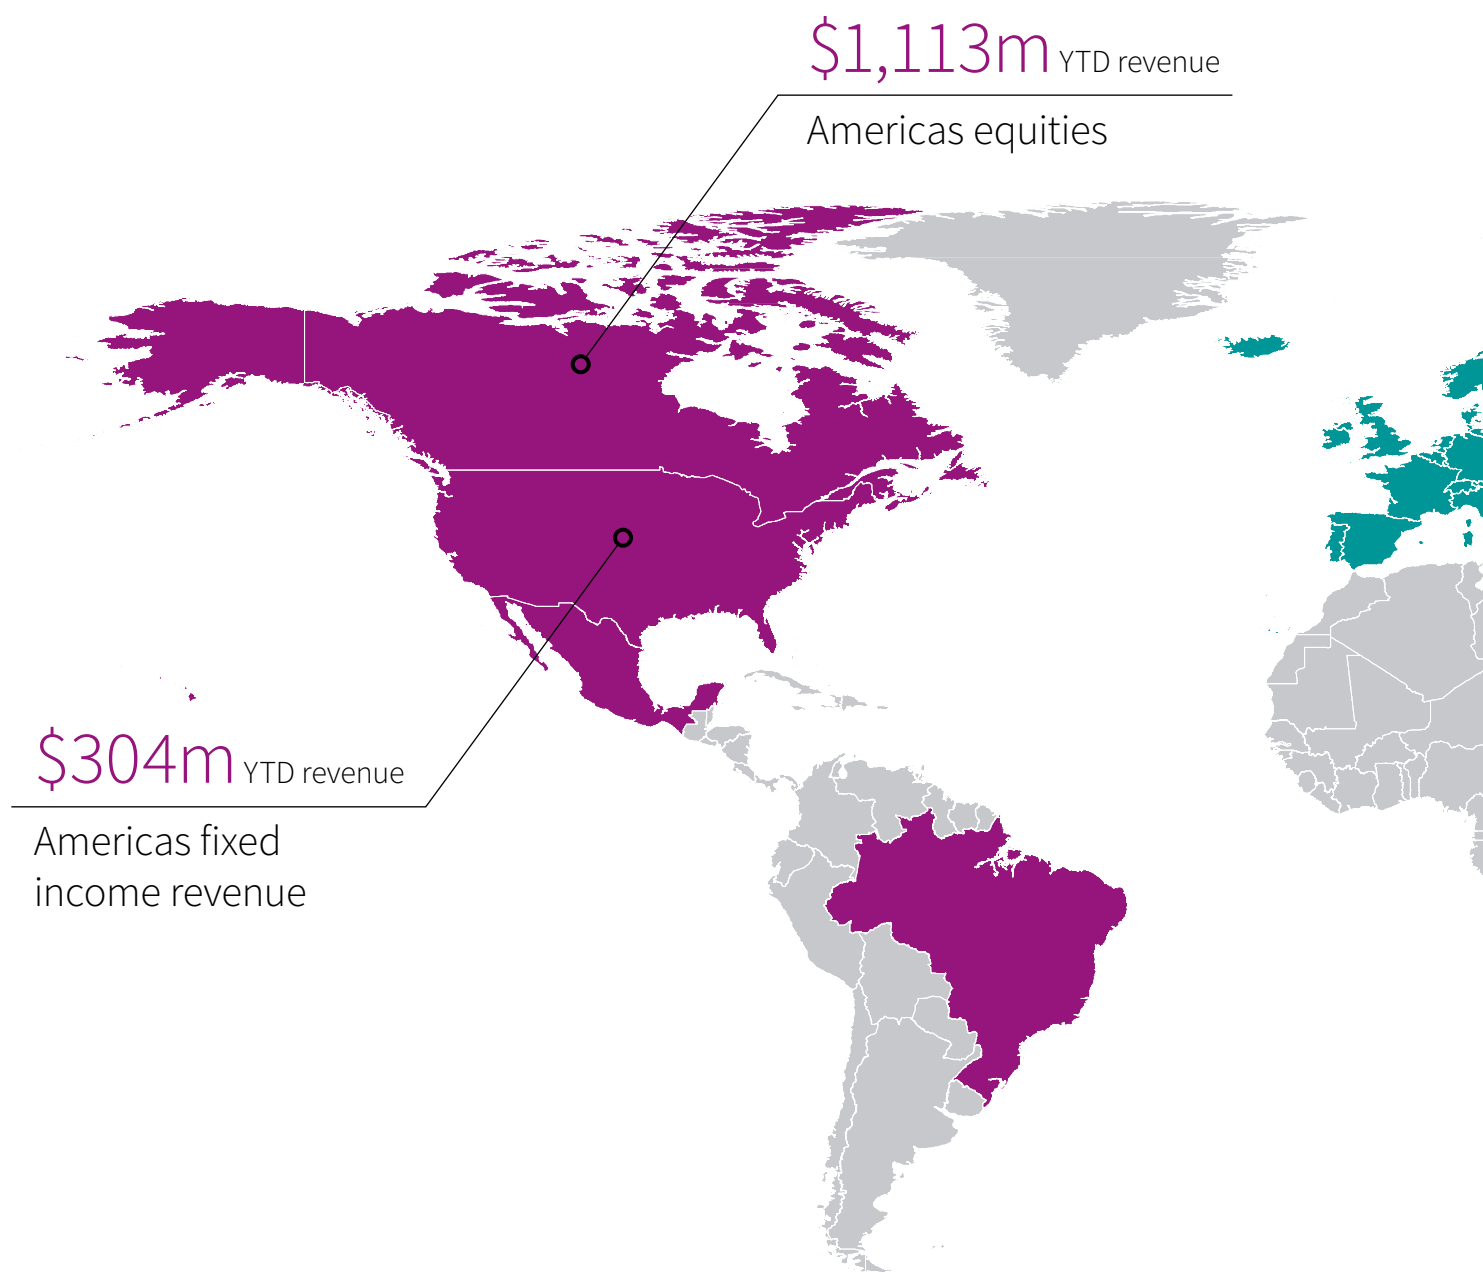 $1,113m YTD revenue
Americas equities
$304m YTD revenue
Americas fixed
income revenue